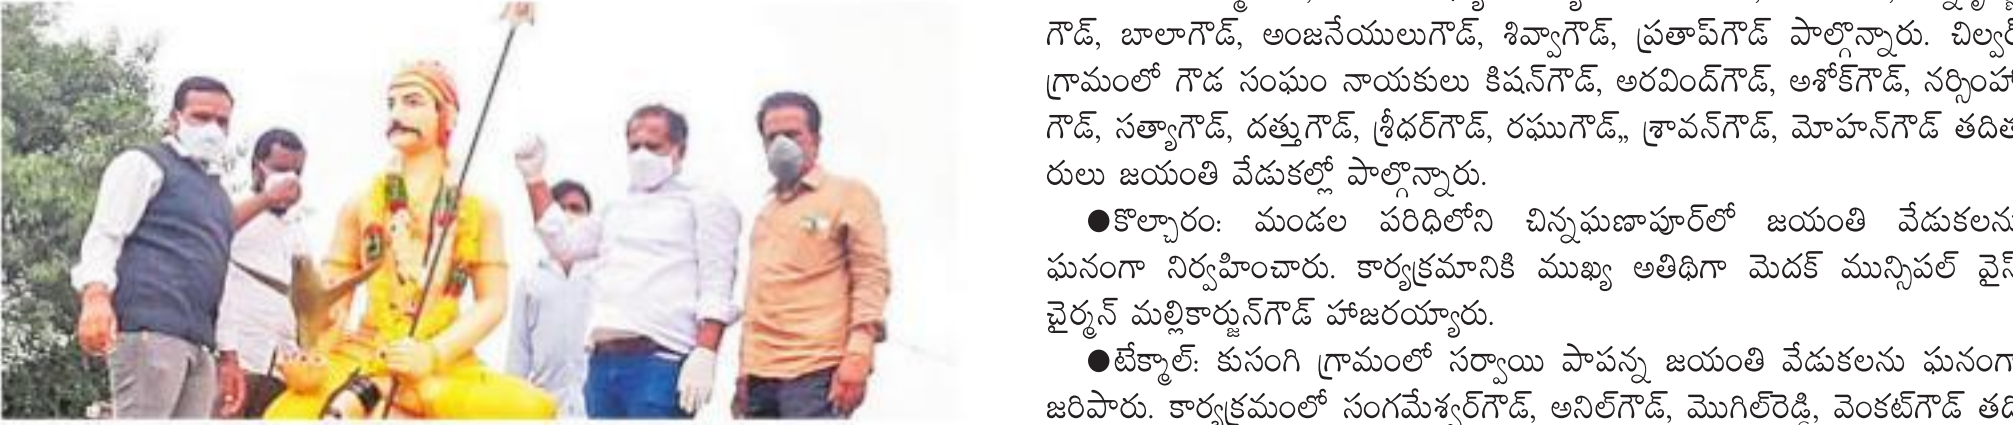 గౌడ్, బాలాగౌడ్, అంజనేయులుగౌడ్, శివ్వాగౌడ్, ప్రతాప్‌గౌడ్ పాల్గొన్నారు.
గ్రామంలో గౌడ సంఘం నాయకులు కిషన్‌గౌడ్, అరవింద్‌గౌడ్, అశోక్‌గౌడ్,
గౌడ్, సత్యాగౌడ్, దత్తుగౌడ్, శ్రీధర్‌గౌడ్, రఘుగౌడ్,, శ్రావన్‌గౌడ్, మోహన్‌గౌడ్
రులు జయంతి వేడుకల్లో పాల్గొన్నారు.
●కొల్చారం: మండల పరిధిలోని చిన్నఘణాపూర్‌లో జయంతి వేడుకలను
ఘనంగా నిర్వహించారు. కార్యక్రమానికి ముఖ్య అతిథిగా మెదక్ మున్సిపల్ వైస్
చైర్మన్ మల్లికార్జున్‌గౌడ్ హాజరయ్యారు.
●టేక్మాల్: కుసంగి గ్రామంలో సర్వాయి పాపన్న జయంతి వేడుకలను ఘనంగా
జరిపారు. కార్యక్రమంలో సంగమేశ్వర్‌గౌడ్, అనిల్‌గౌడ్, మొగిల్‌రెడ్డి, వెంకట్‌గౌడ్